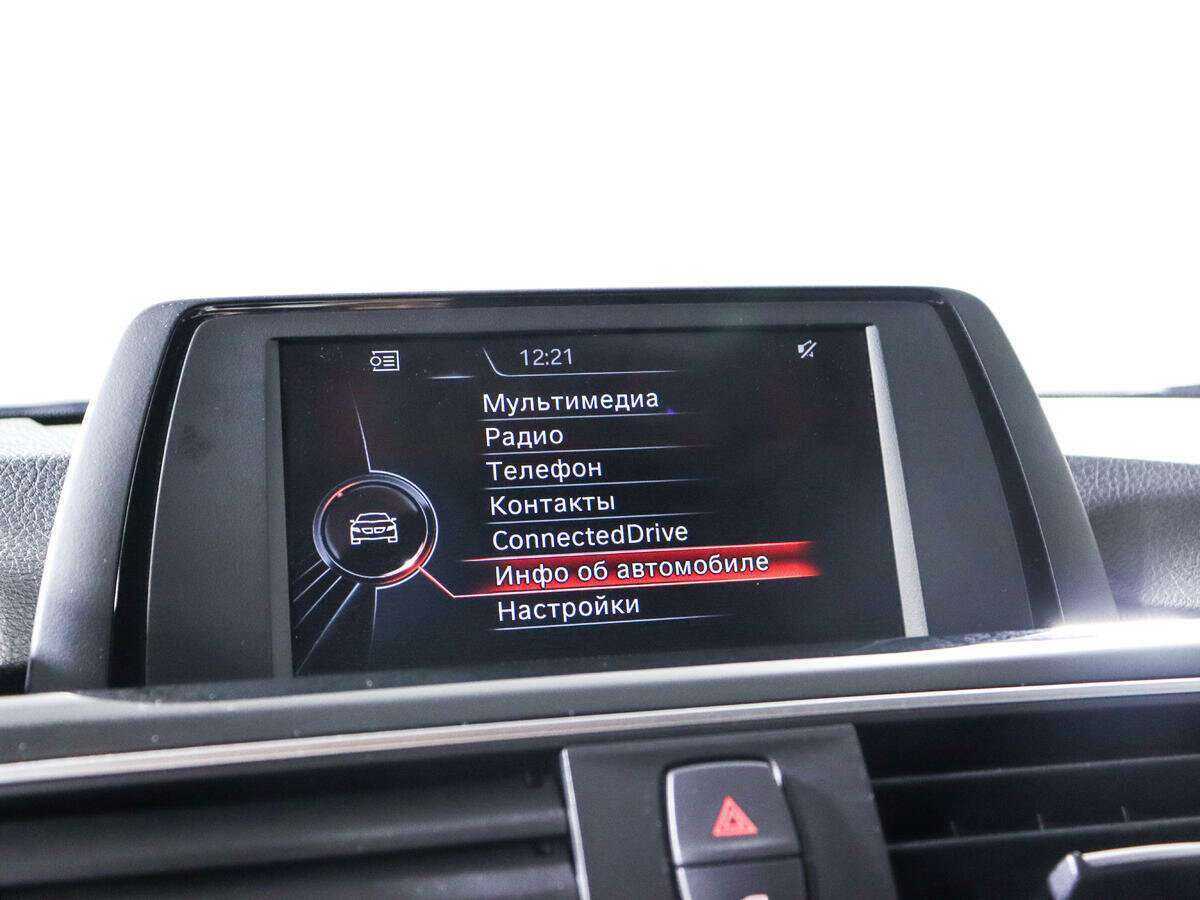 12:21
Мультимедиа
Радио
Телефон
Контакты
ConnectedDrive
Инфо об автомобиле
Настройки